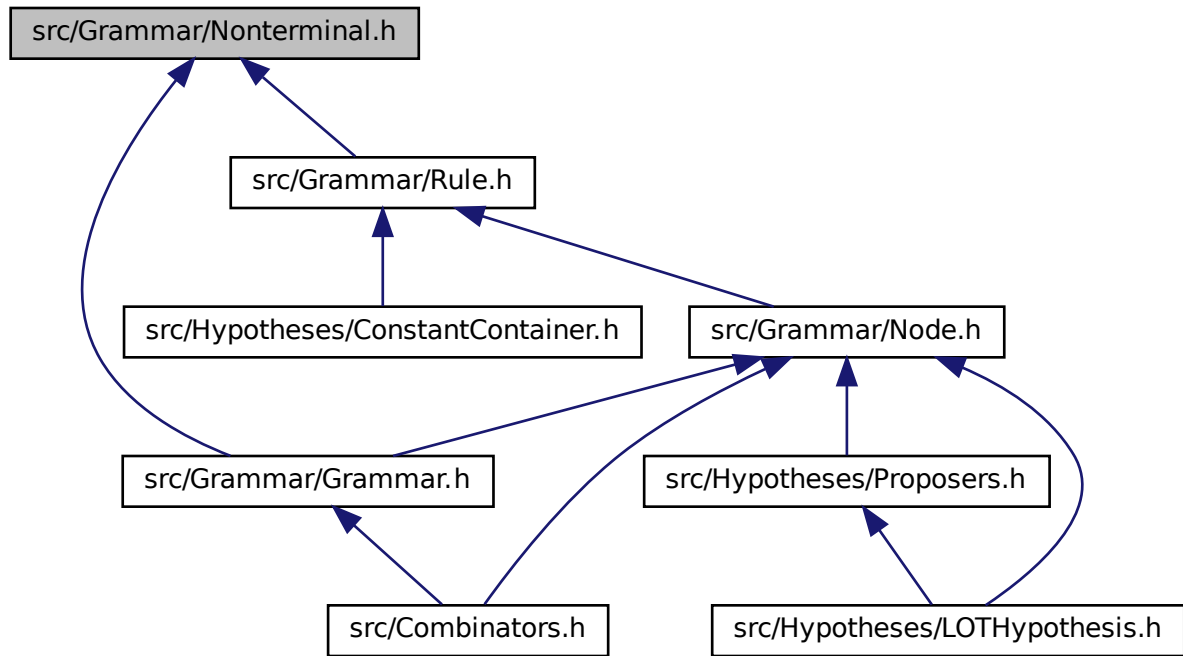 src/Grammar/Nonterminal.h
src/Grammar/Rule.h
src/Hypotheses/ConstantContainer.h
src/Grammar/Node.h
src/Grammar/Grammar.h
src/Hypotheses/Proposers.h
src/Combinators.h
src/Hypotheses/LOTHypothesis.h